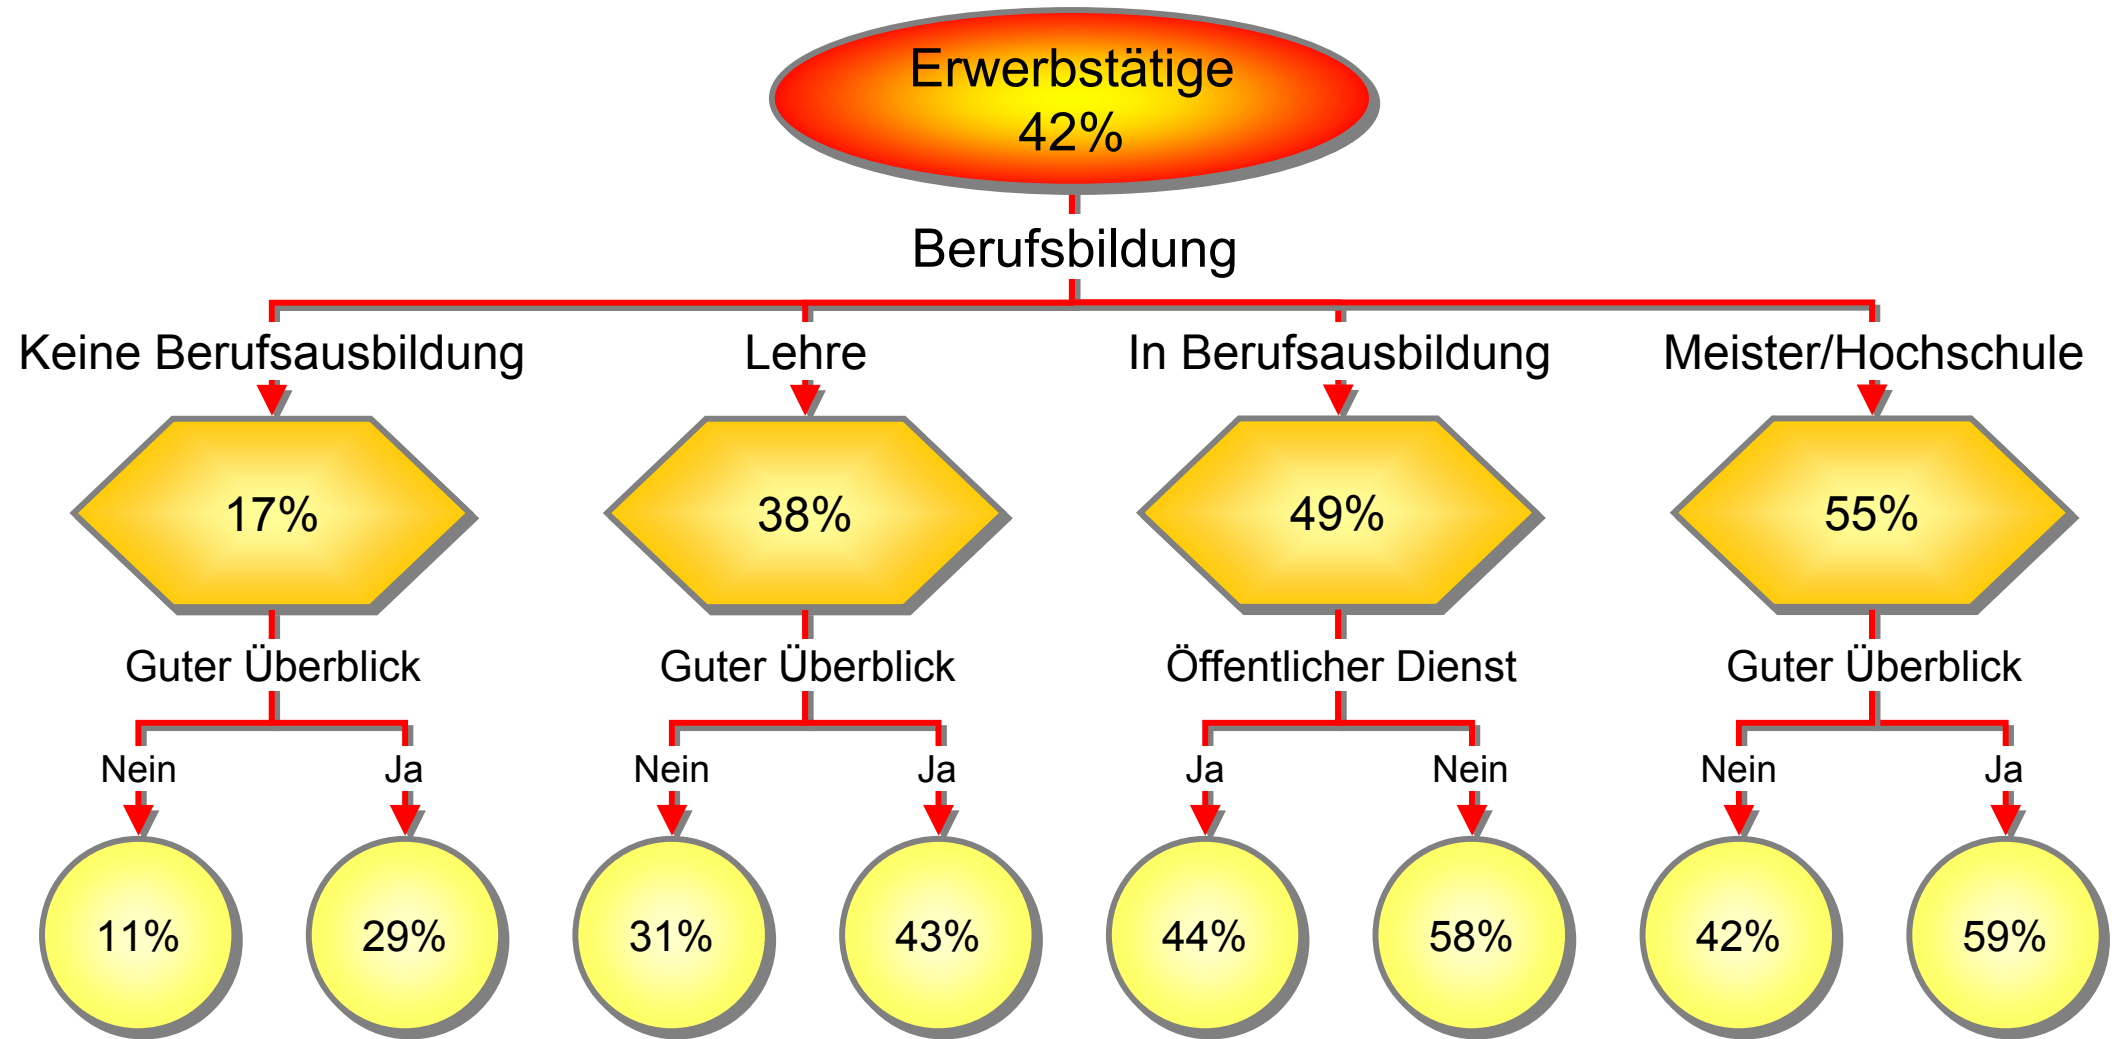 Erwerbstätige
42%
Berufsbildung
Keine Berufsausbildung
Lehre
In Berufsausbildung
Meister/Hochschule
17%
38%
49%
55%
Guter Überblick
Guter Überblick
Öffentlicher Dienst
Guter Überblick
Nein
Ja
Nein
Ja
Ja
Nein
Nein
Ja
11%
29%
31%
43%
44%
58%
42%
59%